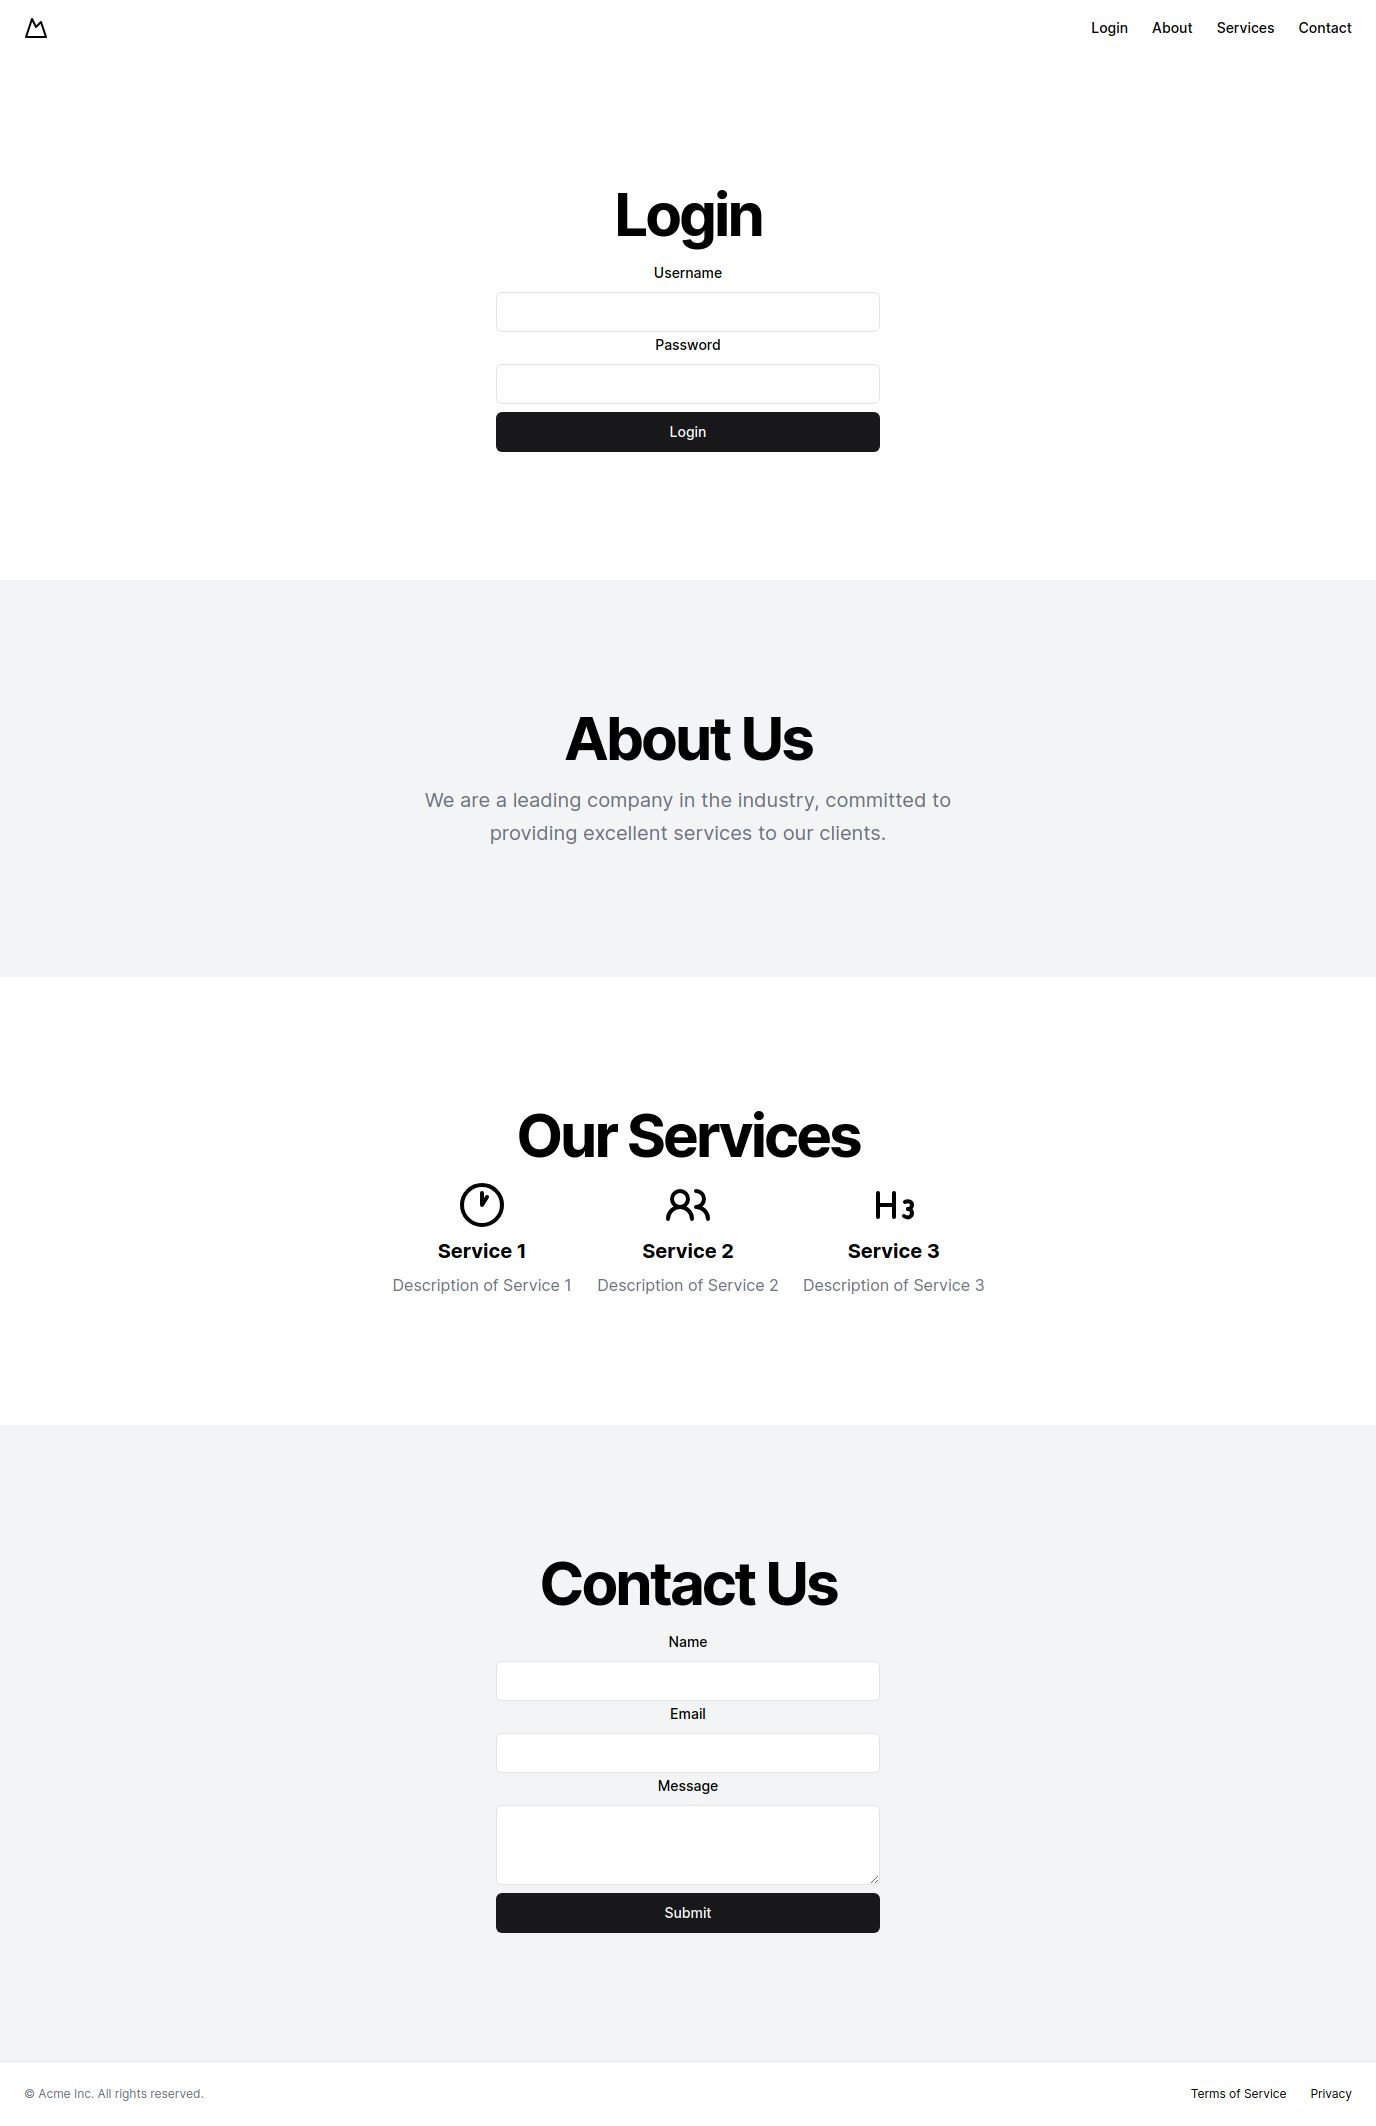 Login About Services Contact
Login
Username
Password
Login
About Us
We are a leading company in the industry, committed to
providing excellent services to our clients.
Our Services
H3
Service 1 Service 2 Service 3
Description of Service 1 Description of Service 2 Description of Service 3
Contact Us
Name
Email
Message
Submit
© Acme Inc. All rights reserved. Terms of Service Privacy